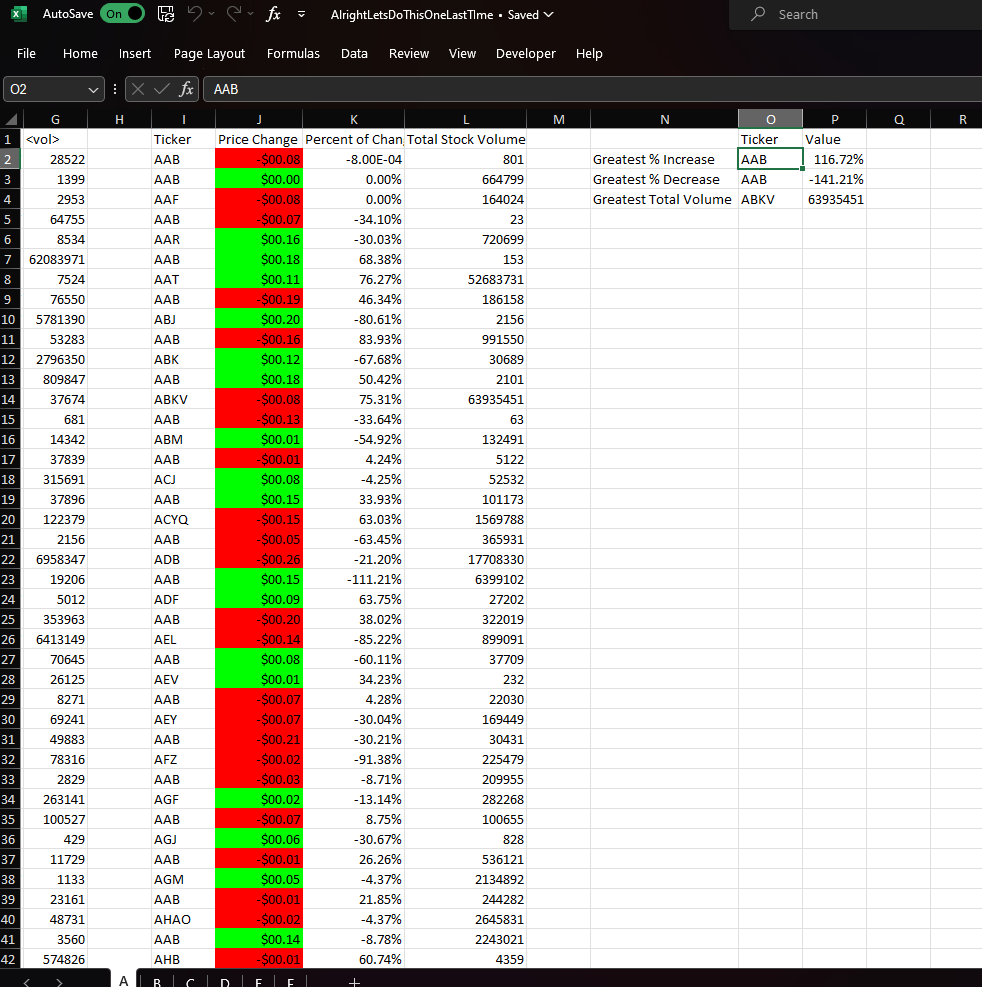 AutoSave On AlrightLetsDoThisOneLastTIme • Saved Search
File Home Insert Page Layout Formulas Data Review View Developer Help
O2 fx AAB
G H I J K L M N O P Q R
1 <vol> Ticker Price Change Percent of Chan Total Stock Volume Ticker Value
2 28522 AAB -$00.08 -8.00E-04 801 Greatest % Increase AAB 116.72%
3 1399 AAB $00.00 0.00% 664799 Greatest % Decrease AAB -141.21%
4 2953 AAF -$00.08 0.00% 164024 Greatest Total Volume ABKV 63935451
5 64755 AAB -$00.07 -34.10% 23
6 8534 AAR $00.16 -30.03% 720699
7 62083971 AAB $00.18 68.38% 153
8 7524 AAT $00.11 76.27% 52683731
9 76550 AAB -$00.19 46.34% 186158
10 5781390 ABJ $00.20 -80.61% 2156
11 53283 AAB -$00.16 83.93% 991550
12 2796350 ABK $00.12 -67.68% 30689
13 809847 AAB $00.18 50.42% 2101
14 37674 ABKV -$00.08 75.31% 63935451
15 681 AAB -$00.13 -33.64% 63
16 14342 ABM $00.01 -54.92% 132491
17 37839 AAB -$00.01 4.24% 5122
18 315691 ACJ $00.08 -4.25% 52532
19 37896 AAB $00.15 33.93% 101173
20 122379 ACYQ -$00.15 63.03% 1569788
21 2156 AAB -$00.05 -63.45% 365931
22 6958347 ADB -$00.26 -21.20% 17708330
23 19206 AAB $00.15 -111.21% 6399102
24 5012 ADF $00.09 63.75% 27202
25 353963 AAB -$00.20 38.02% 322019
26 6413149 AEL -$00.14 -85.22% 899091
27 70645 AAB $00.08 -60.11% 37709
28 26125 AEV $00.01 34.23% 232
29 8271 AAB -$00.07 4.28% 22030
30 69241 AEY -$00.07 -30.04% 169449
31 49883 AAB -$00.21 -30.21% 30431
32 78316 AFZ -$00.02 -91.38% 225479
33 2829 AAB -$00.03 -8.71% 209955
34 263141 AGF $00.02 -13.14% 282268
35 100527 AAB -$00.07 8.75% 100655
36 429 AGJ $00.06 -30.67% 828
37 11729 AAB -$00.01 26.26% 536121
38 1133 AGM $00.05 -4.37% 2134892
39 23161 AAB -$00.01 21.85% 244282
40 48731 AHAO -$00.02 -4.37% 2645831
41 3560 AAB $00.14 -8.78% 2243021
42 574826 AHB -$00.01 60.74% 4359
A B C D E F +